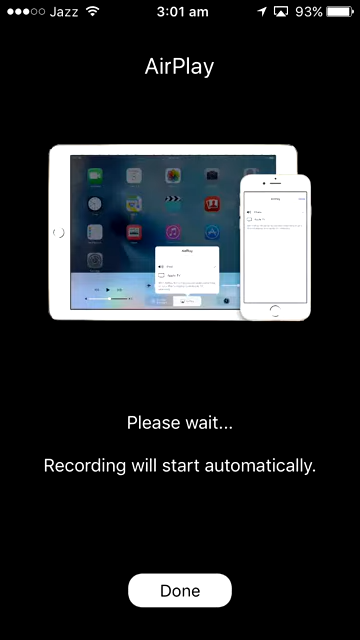 Jazz 3:01 am 93%
AirPlay
Please wait...
Recording will start automatically.
Done